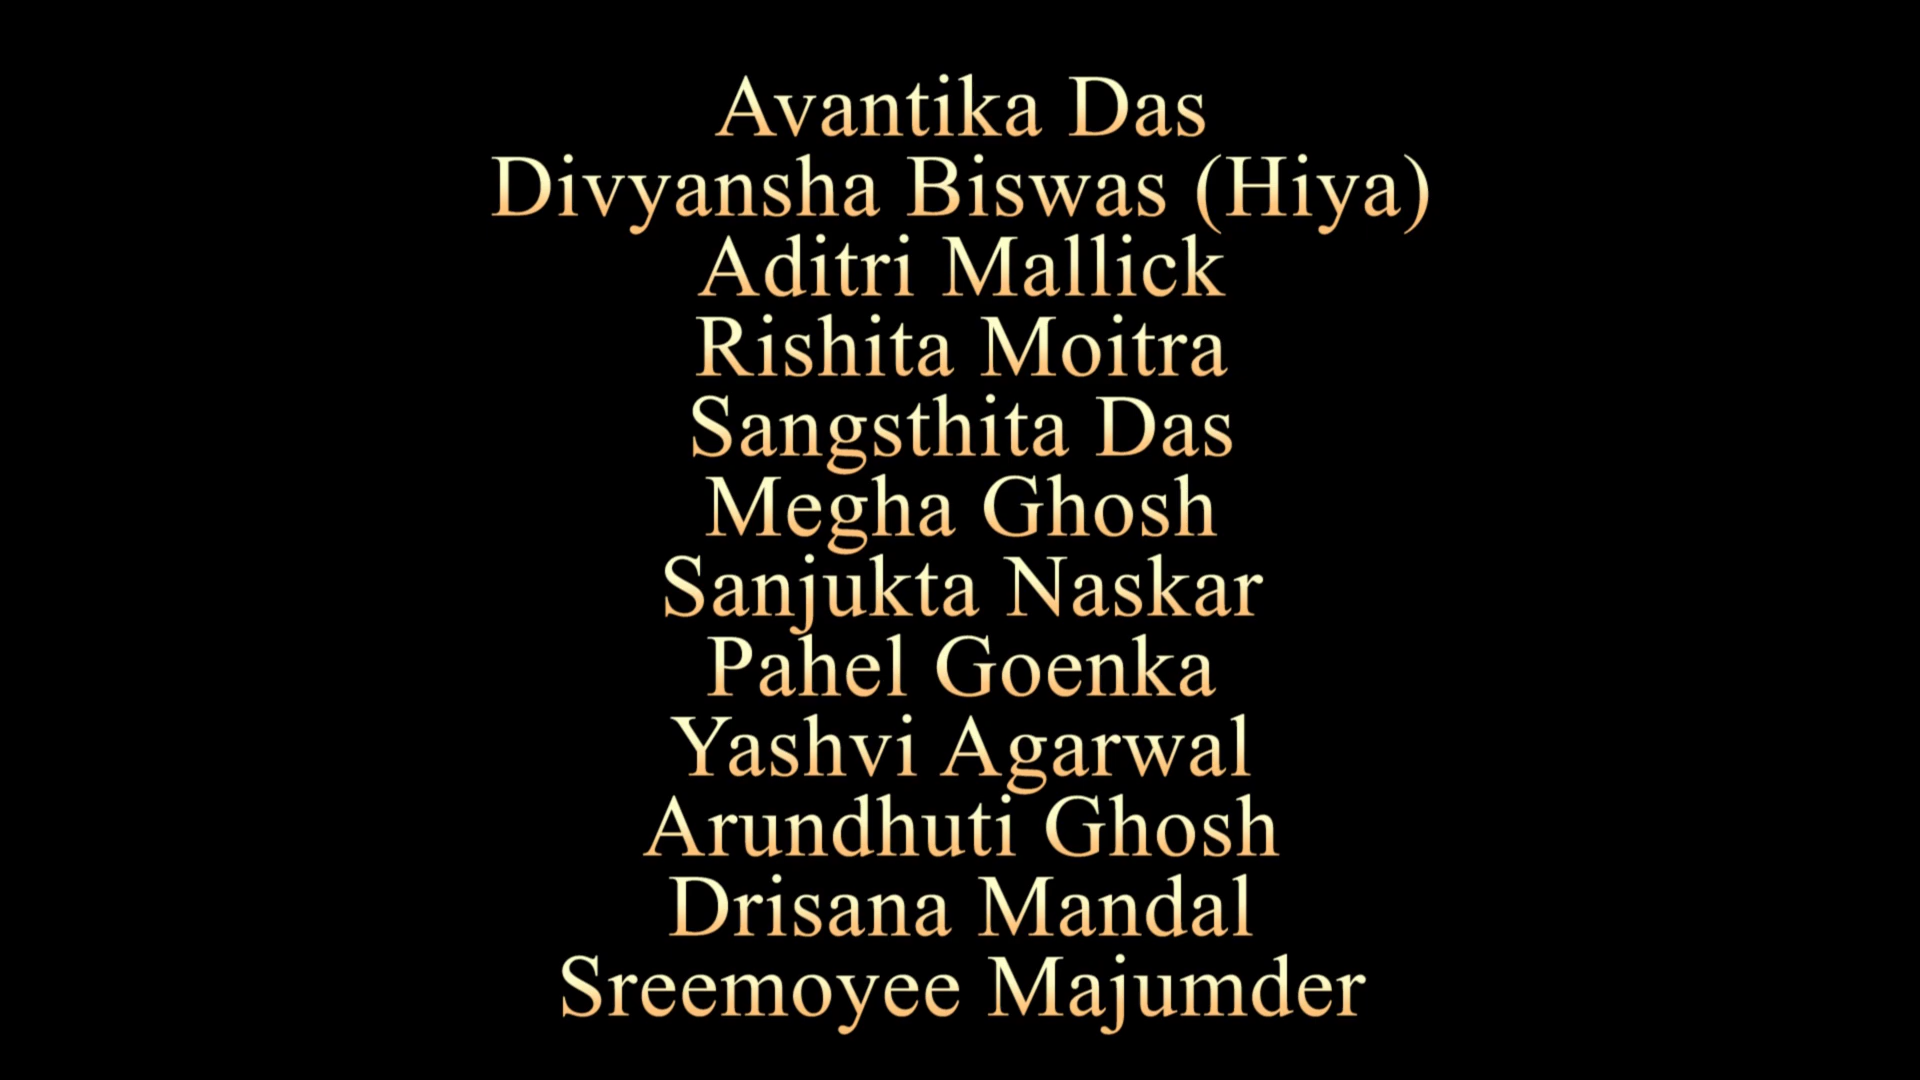 Avantika Das
Divyansha Biswas (Hiya)
Aditri Mallick
Rishita Moitra
Sangsthita Das
Megha Ghosh
Sanjukta Naskar
Pahel Goenka
Yashvi Agarwal
Arundhuti Ghosh
Drisana Mandal
Sreemoyee Majumder